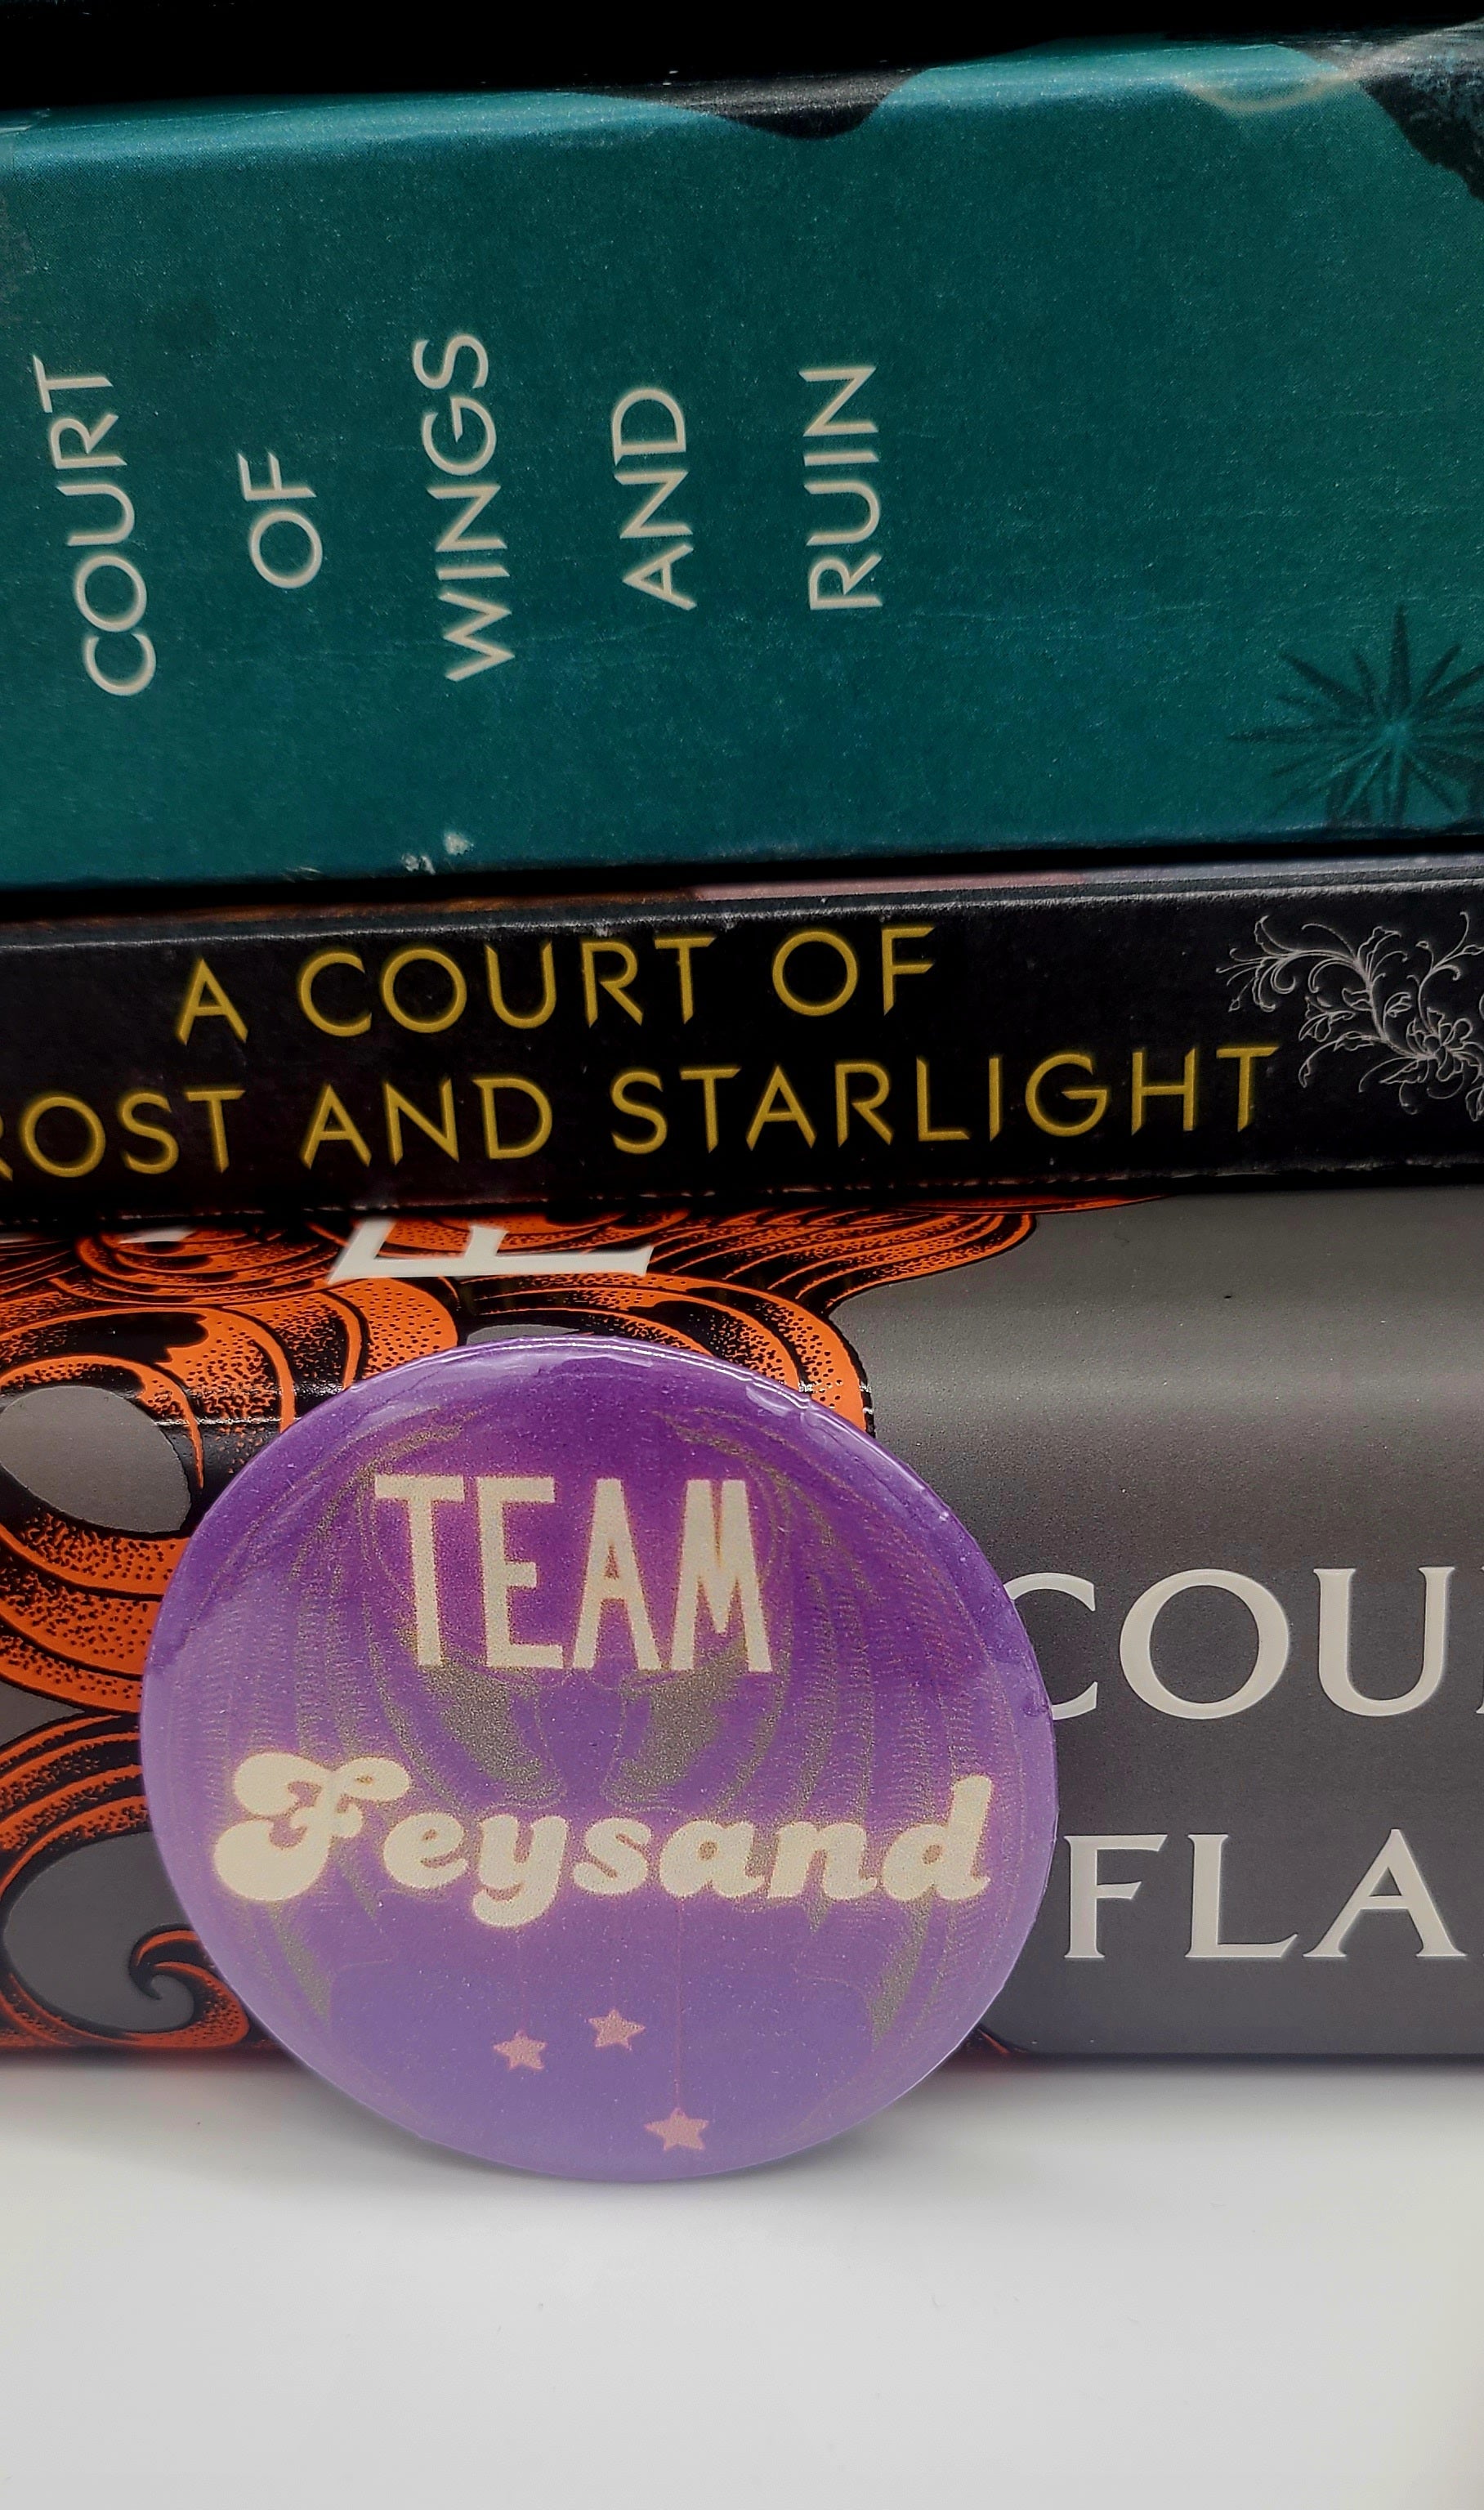 COURT
OF
WINGS
AND
RUIN
A COURT OF
ROST AND STARLIGHT
E
COU
FLA
TEAM
Feysand